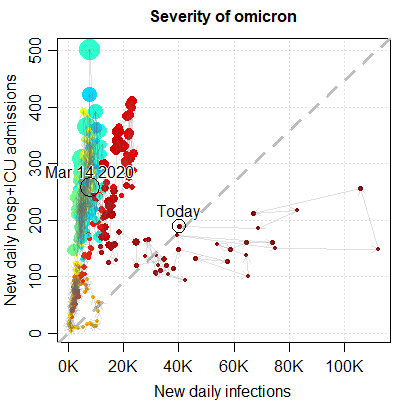 Severity of omicron
New daily hosp+ICU admissions
500
400
300
200
100
0
Mar 14 2020
Today
0K 20K 40K 60K 80K 100K
New daily infections